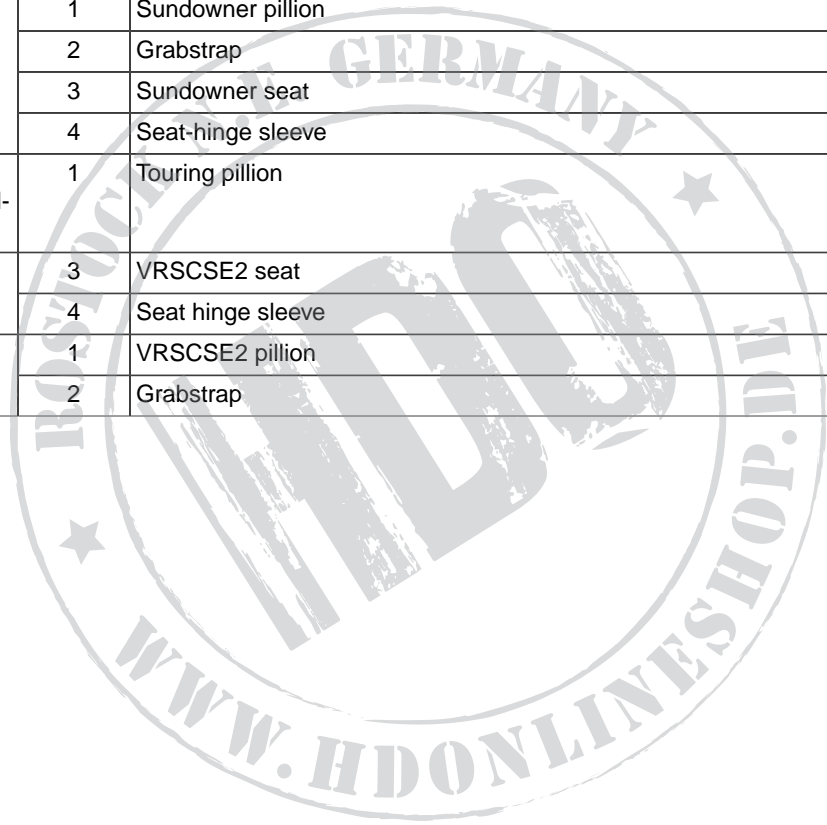 1 Sundowner pillion
2 Grabstrap
3 Sundowner seat
4 Seat-hinge sleeve
1 Touring pillion
3 VRSCSE2 seat
4 Seat hinge sleeve
1 VRSCSE2 pillion
2 Grabstrap
ROSTOCK N.E. GERMANY
HDO
WWW.HDONLINESHOP.DE